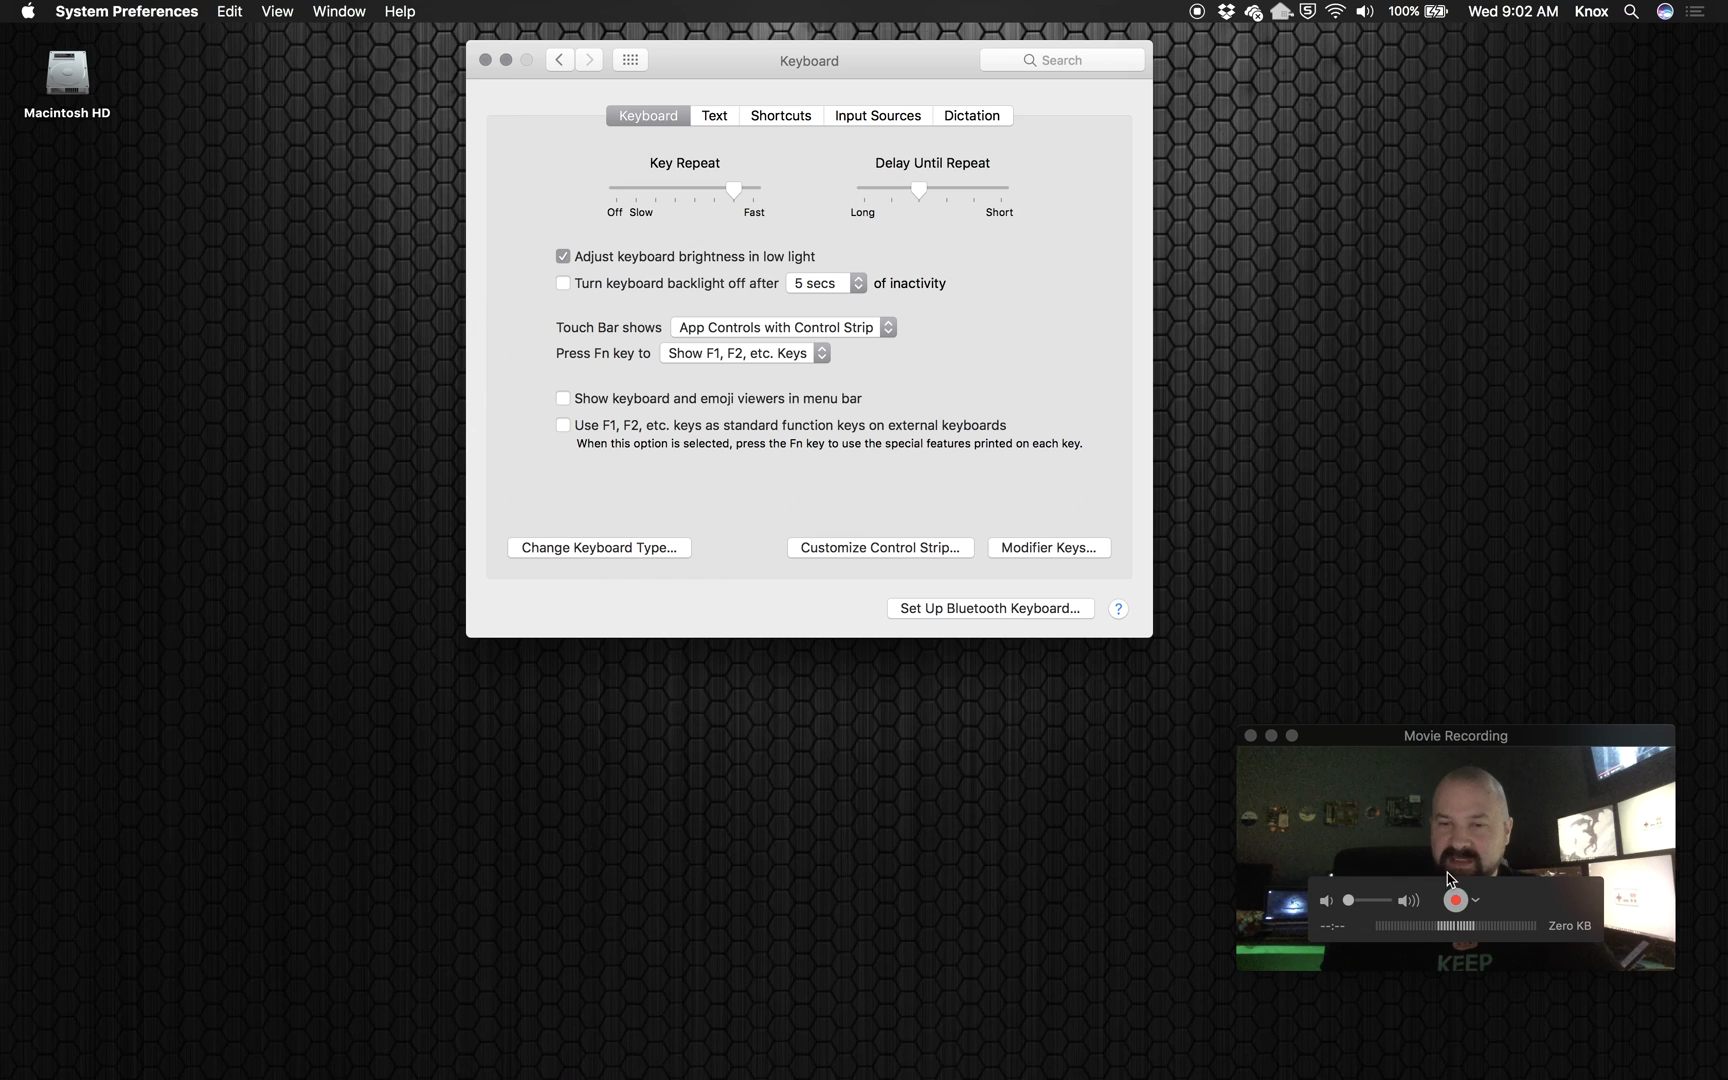 System Preferences Edit View Window Help 100% Wed 9:02 AM Knox
Macintosh HD
Keyboard
Search
Keyboard Text Shortcuts Input Sources Dictation
Key Repeat Delay Until Repeat
Off Slow Fast Long Short
Adjust keyboard brightness in low light
Turn keyboard backlight off after 5 secs of inactivity
Touch Bar shows App Controls with Control Strip
Press Fn key to Show F1, F2, etc. Keys
Show keyboard and emoji viewers in menu bar
Use F1, F2, etc. keys as standard function keys on external keyboards
When this option is selected, press the Fn key to use the special features printed on each key.
Change Keyboard Type... Customize Control Strip... Modifier Keys...
Set Up Bluetooth Keyboard... ?
Movie Recording
--:-- Zero KB
KEEP